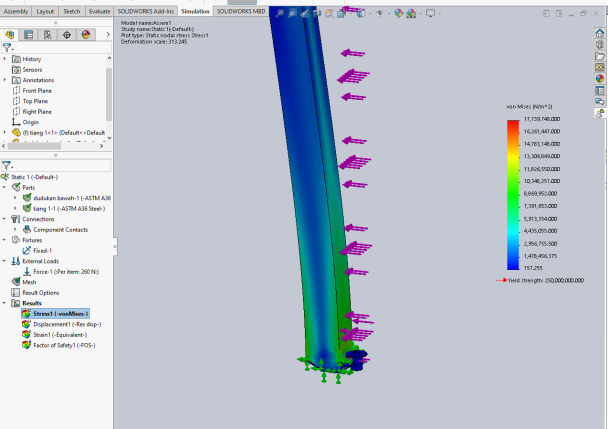 Assembly Layout Sketch Evaluate SOLIDWORKS Add-Ins Simulation SOLIDWORKS MBD
Model name:Assem1
Study name:Static 1(-Default-)
Plot type: Static nodal stress Stress1
Deformation scale: 313.245
History
Sensors
Annotations
Front Plane
Top Plane
Right Plane
Origin
(f) tiang 1<1> (Default<<Default
Static 1 (-Default-)
Parts
dudukan bawah-1 (-ASTM A36
tiang 1-1 (-ASTM A36 Steel-)
Connections
Component Contacts
Fixtures
Fixed-1
External Loads
Force-1 (:Per item: 260 N:)
Mesh
Result Options
Results
Stress1 (-vonMises-)
Displacement1 (-Res disp-)
Strain1 (-Equivalent-)
Factor of Safety1 (-FOS-)
von Mises (N/m^2)
17,739,748.000
16,261,447.000
14,783,148.000
13,304,849.000
11,826,550.000
10,348,251.000
8,869,952.000
7,391,653.000
5,913,354.000
4,435,055.000
2,956,755.500
1,478,456.375
157.255
Yield strength: 250,000,000.000